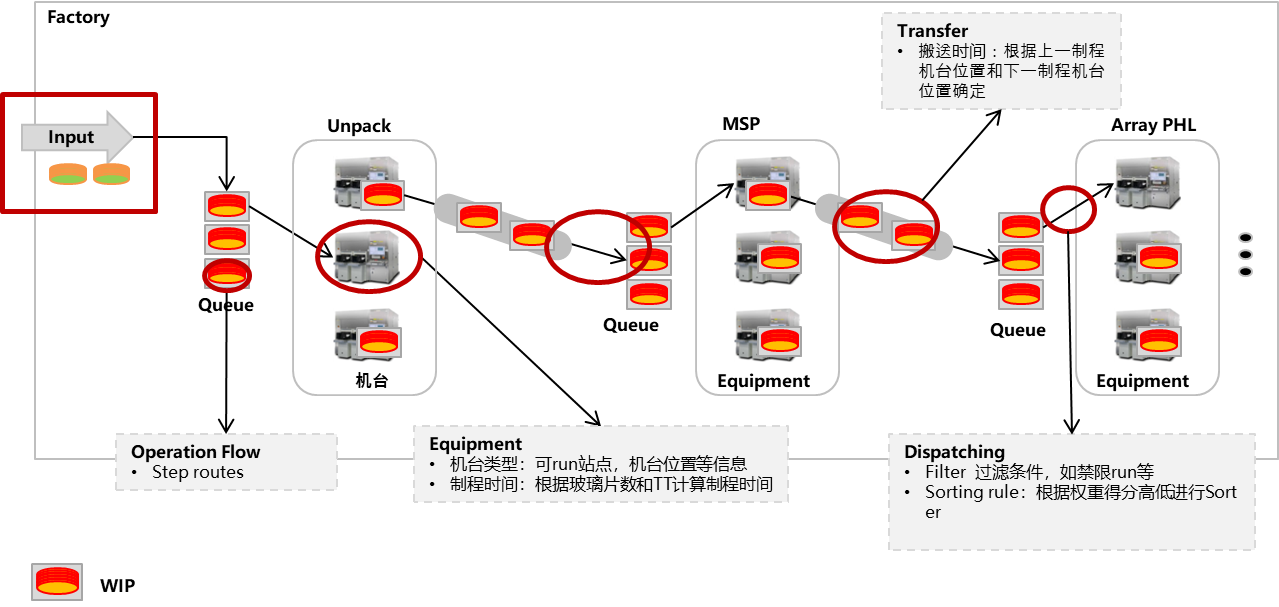 Factory
Transfer
• 搬送时间：根据上一制程
机台位置和下一制程机台
位置确定
Input
Unpack
MSP
Array PHL
Queue
Queue
Queue
机台
Equipment
Equipment
Operation Flow
• Step routes
Equipment
• 机台类型：可run站点，机台位置等信息
• 制程时间：根据玻璃片数和TT计算制程时间
Dispatching
• Filter 过滤条件，如禁限run等
• Sorting rule：根据权重得分高低进行Sort
er
WIP